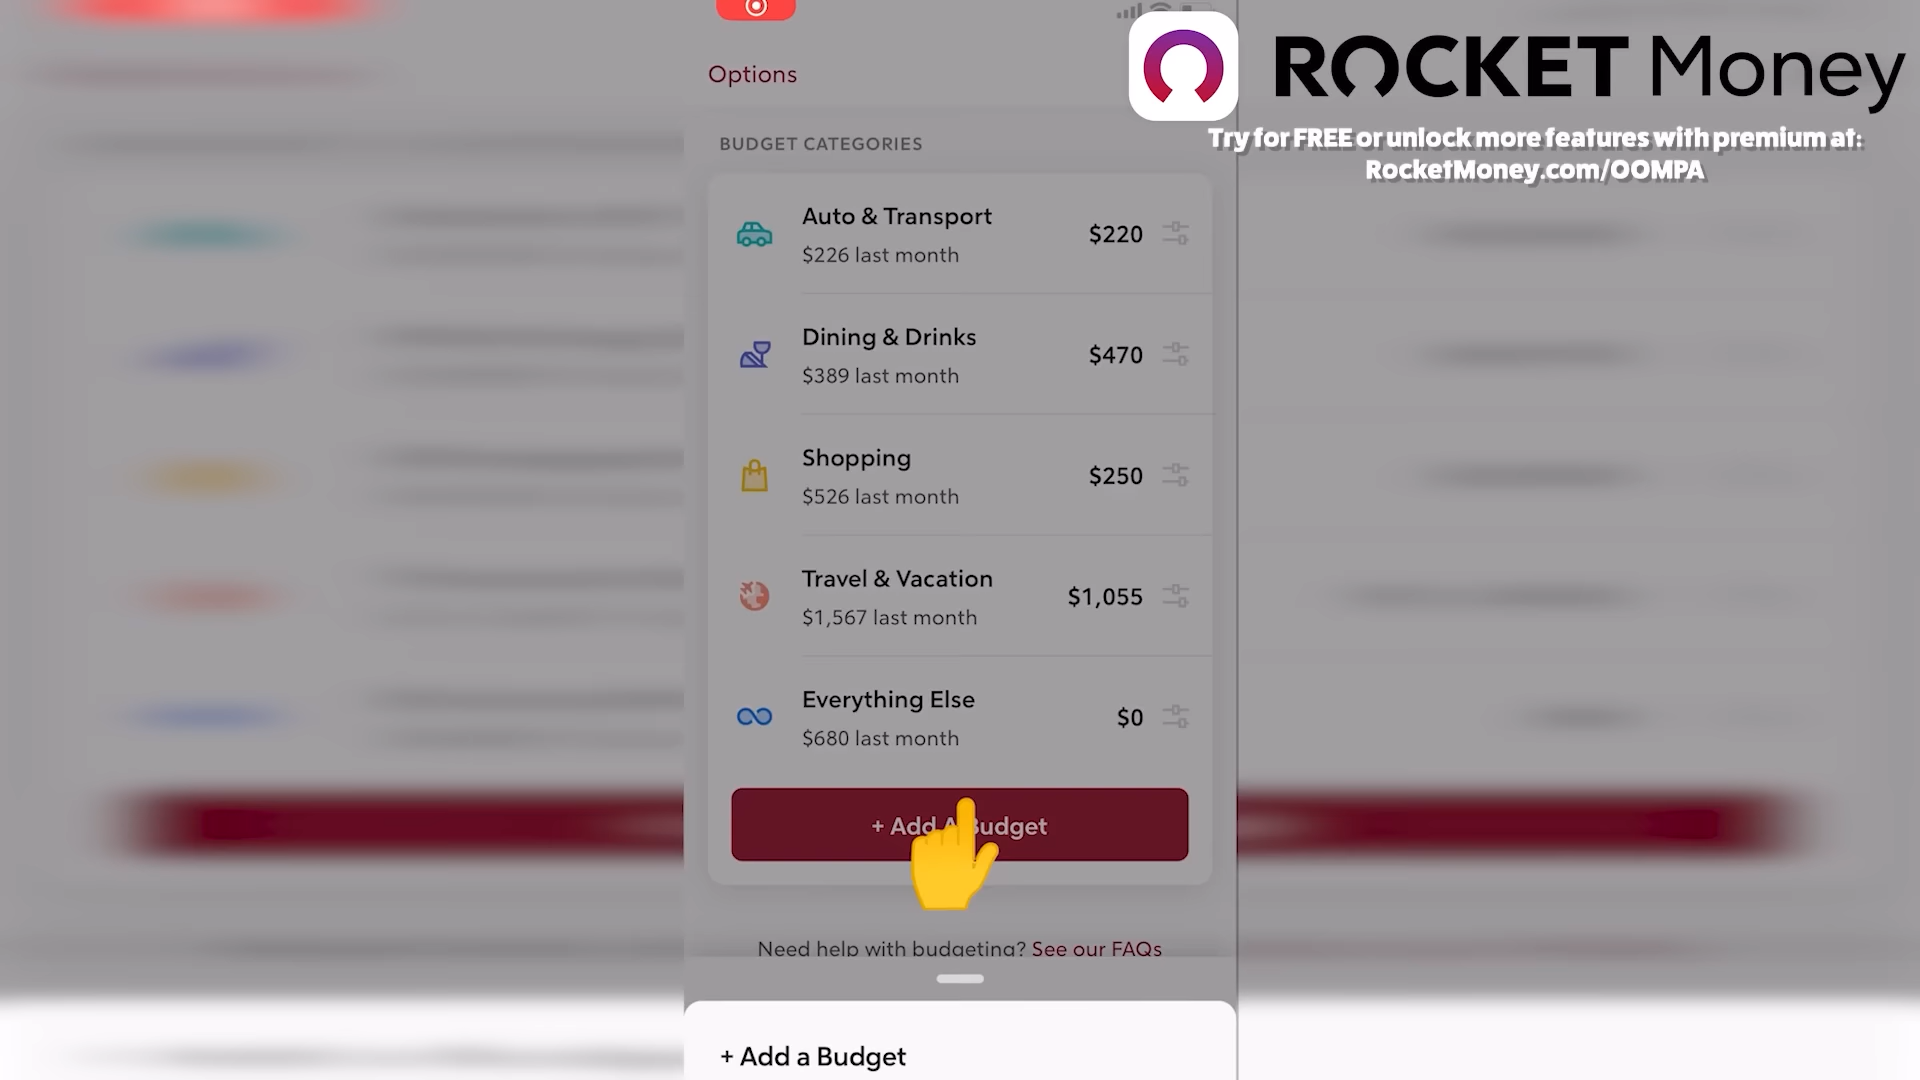 Options
ROCKET Money
Try for FREE or unlock more features with premium at:
RocketMoney.com/OOMPA
BUDGET CATEGORIES
Auto & Transport
$226 last month
$220
Dining & Drinks
$389 last month
$470
Shopping
$526 last month
$250
Travel & Vacation
$1,567 last month
$1,055
Everything Else
$680 last month
$0
+ Add A Budget
Need help with budgeting? See our FAQs
+ Add a Budget